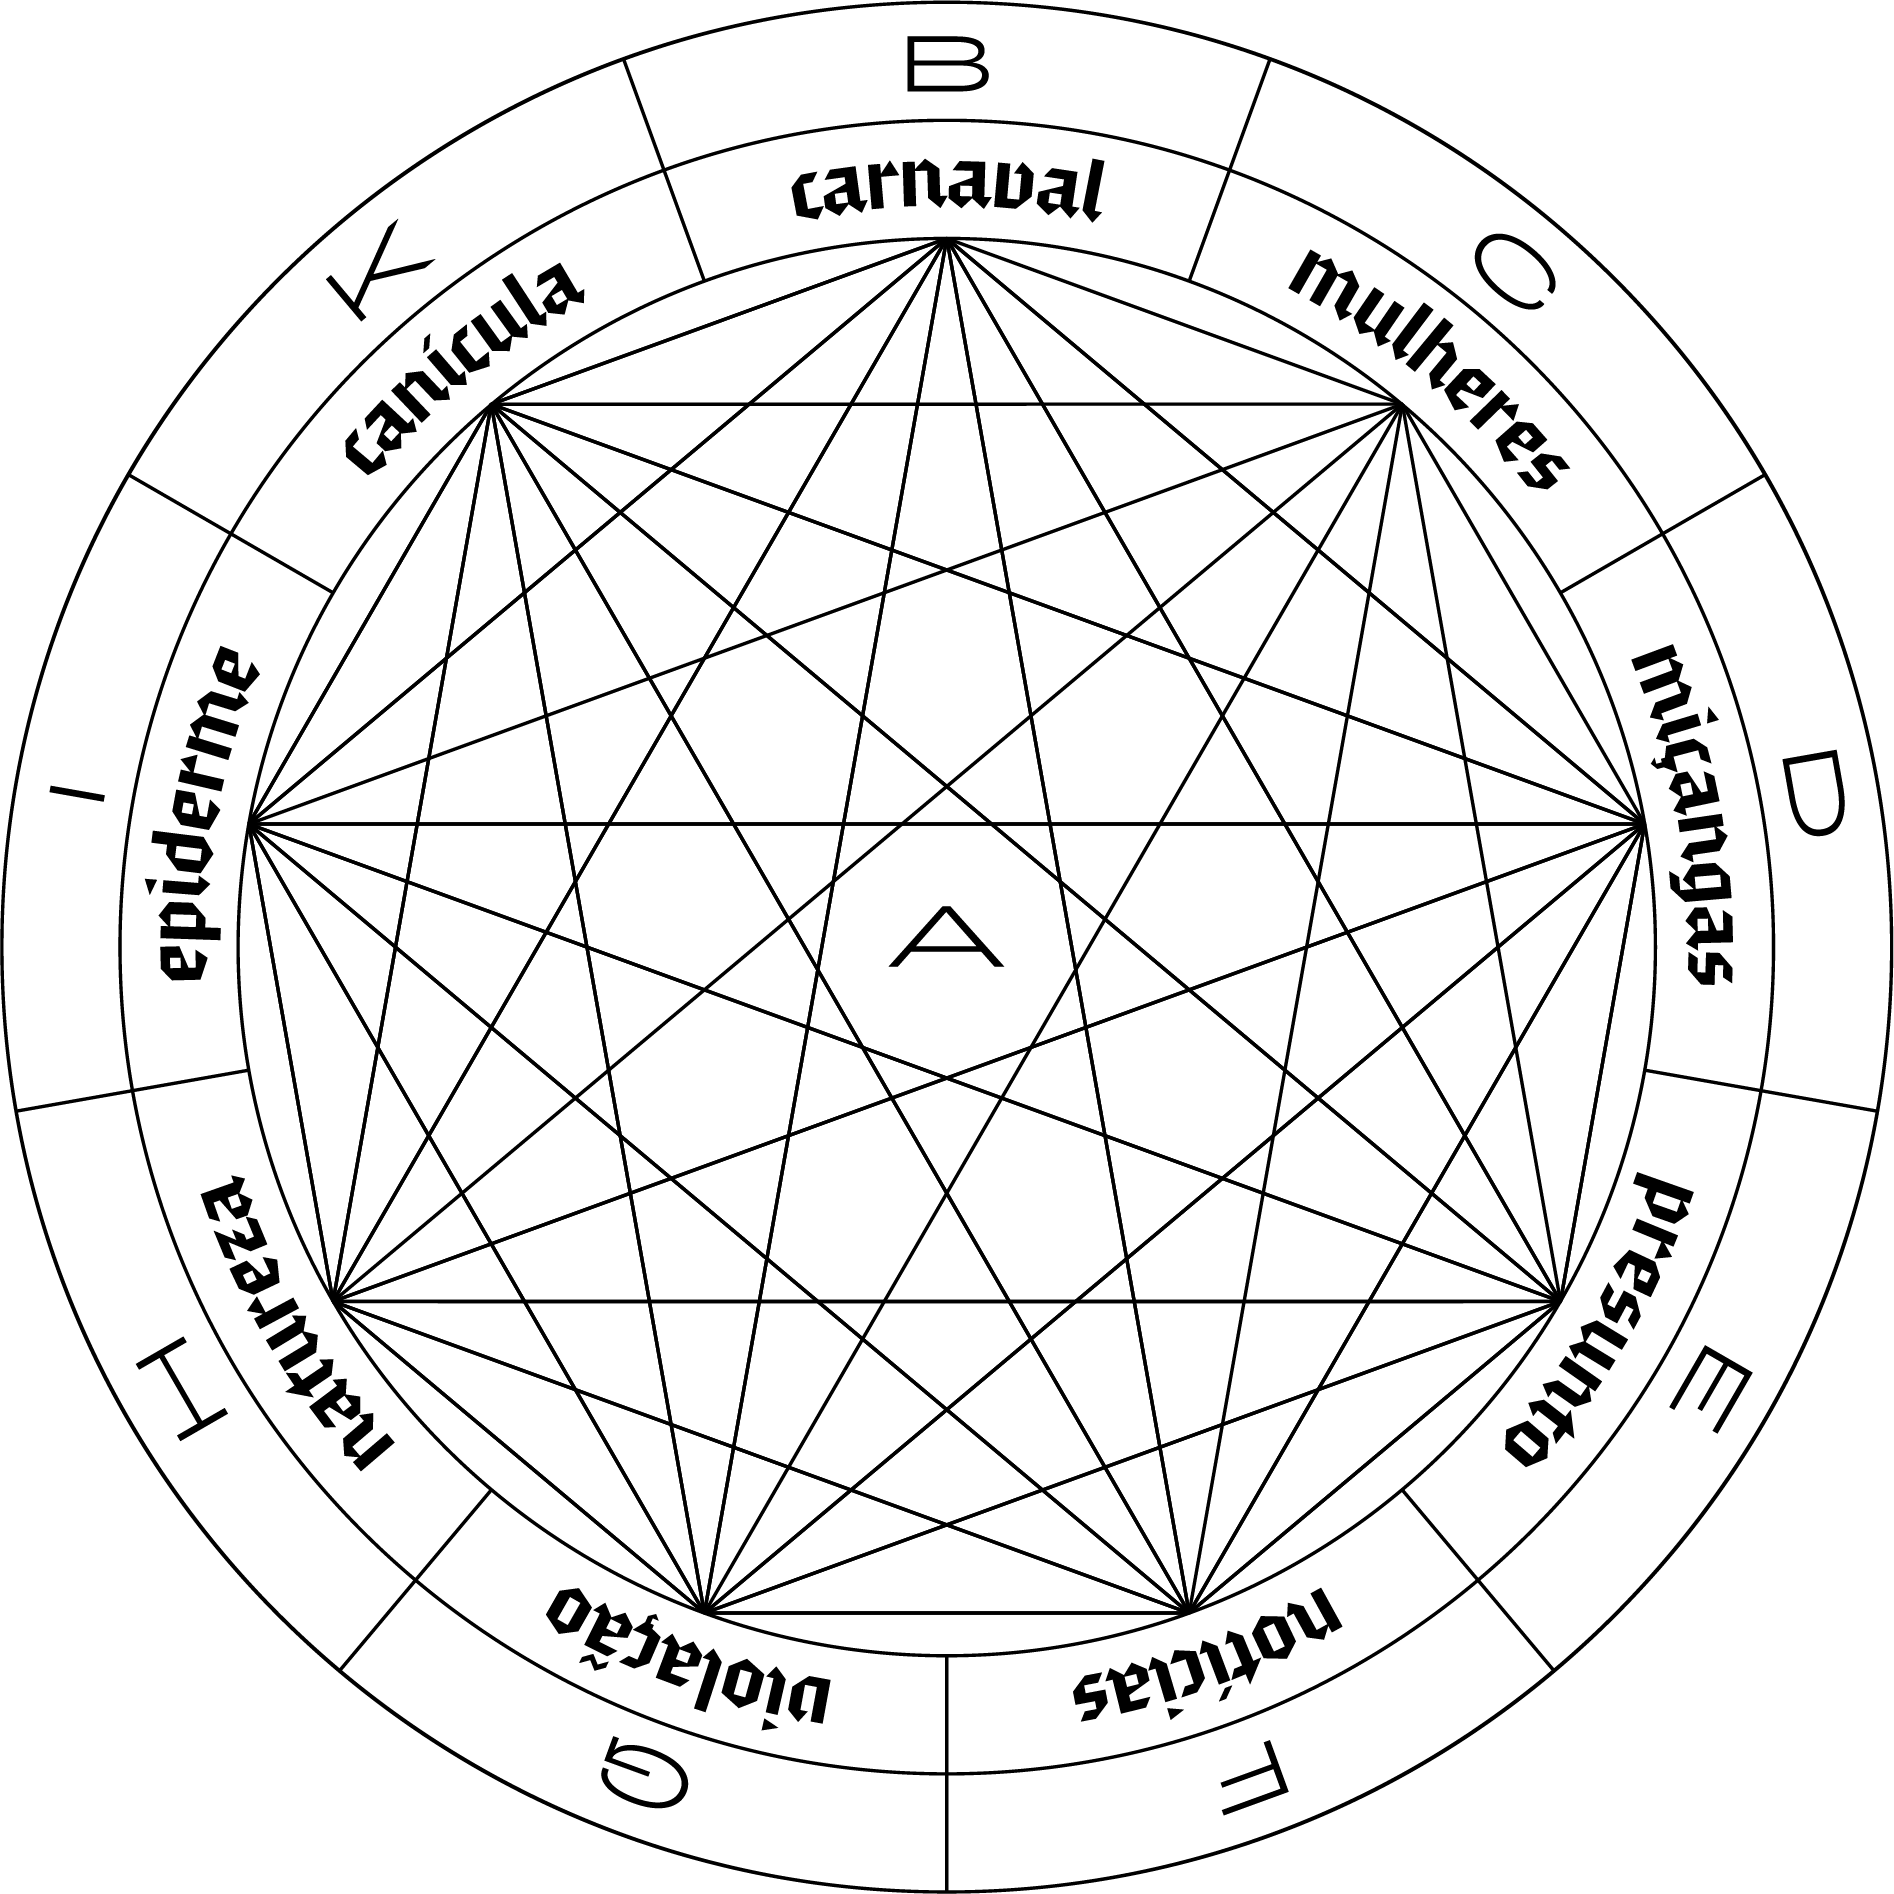 B
carnaval
C
mulheres
D
miçangas
E
presunto
F
notícias
G
violação
H
natureza
I
epiderme
K
canícula
A